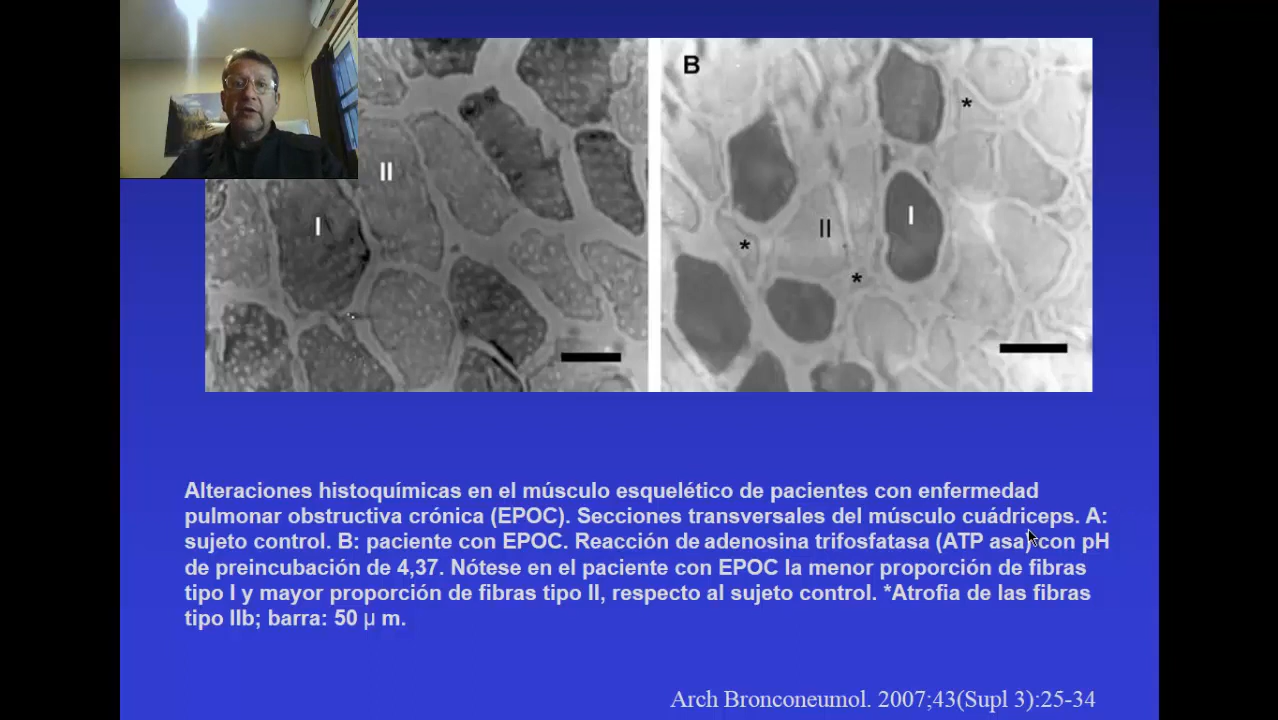 B
*
II
I
I
II
*
*
Alteraciones histoquímicas en el músculo esquelético de pacientes con enfermedad
pulmonar obstructiva crónica (EPOC). Secciones transversales del músculo cuádriceps. A:
sujeto control. B: paciente con EPOC. Reacción de adenosina trifosfatasa (ATP asa) con pH
de preincubación de 4,37. Nótese en el paciente con EPOC la menor proporción de fibras
tipo I y mayor proporción de fibras tipo II, respecto al sujeto control. *Atrofia de las fibras
tipo IIb; barra: 50 µ m.
Arch Bronconeumol. 2007;43(Supl 3):25-34